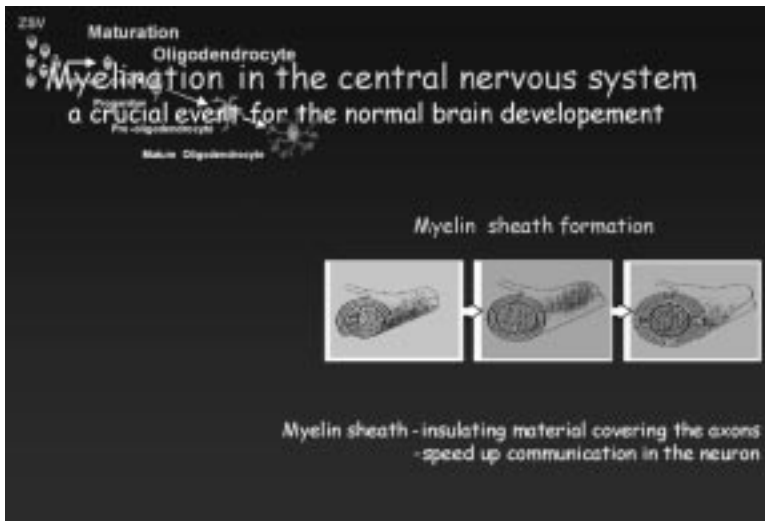 ZSV
Maturation
Oligodendrocyte
Myelination in the central nervous system
a crucial event for the normal brain developement
Progenitor
Pre-oligodendrocyte
Mature Oligodendrocyte
Myelin sheath formation
Myelin sheath - insulating material covering the axons
-speed up communication in the neuron